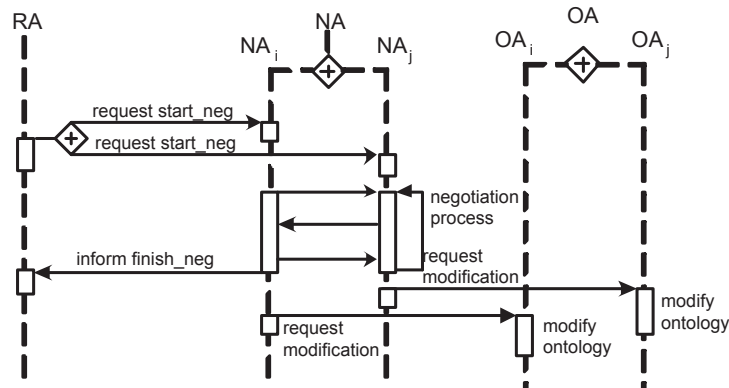 RA
NA
OA
NA i
NA j
OA i
OA j
request start_neg
request start_neg
negotiation
process
inform finish_neg
request
modification
request
modification
modify
ontology
modify
ontology